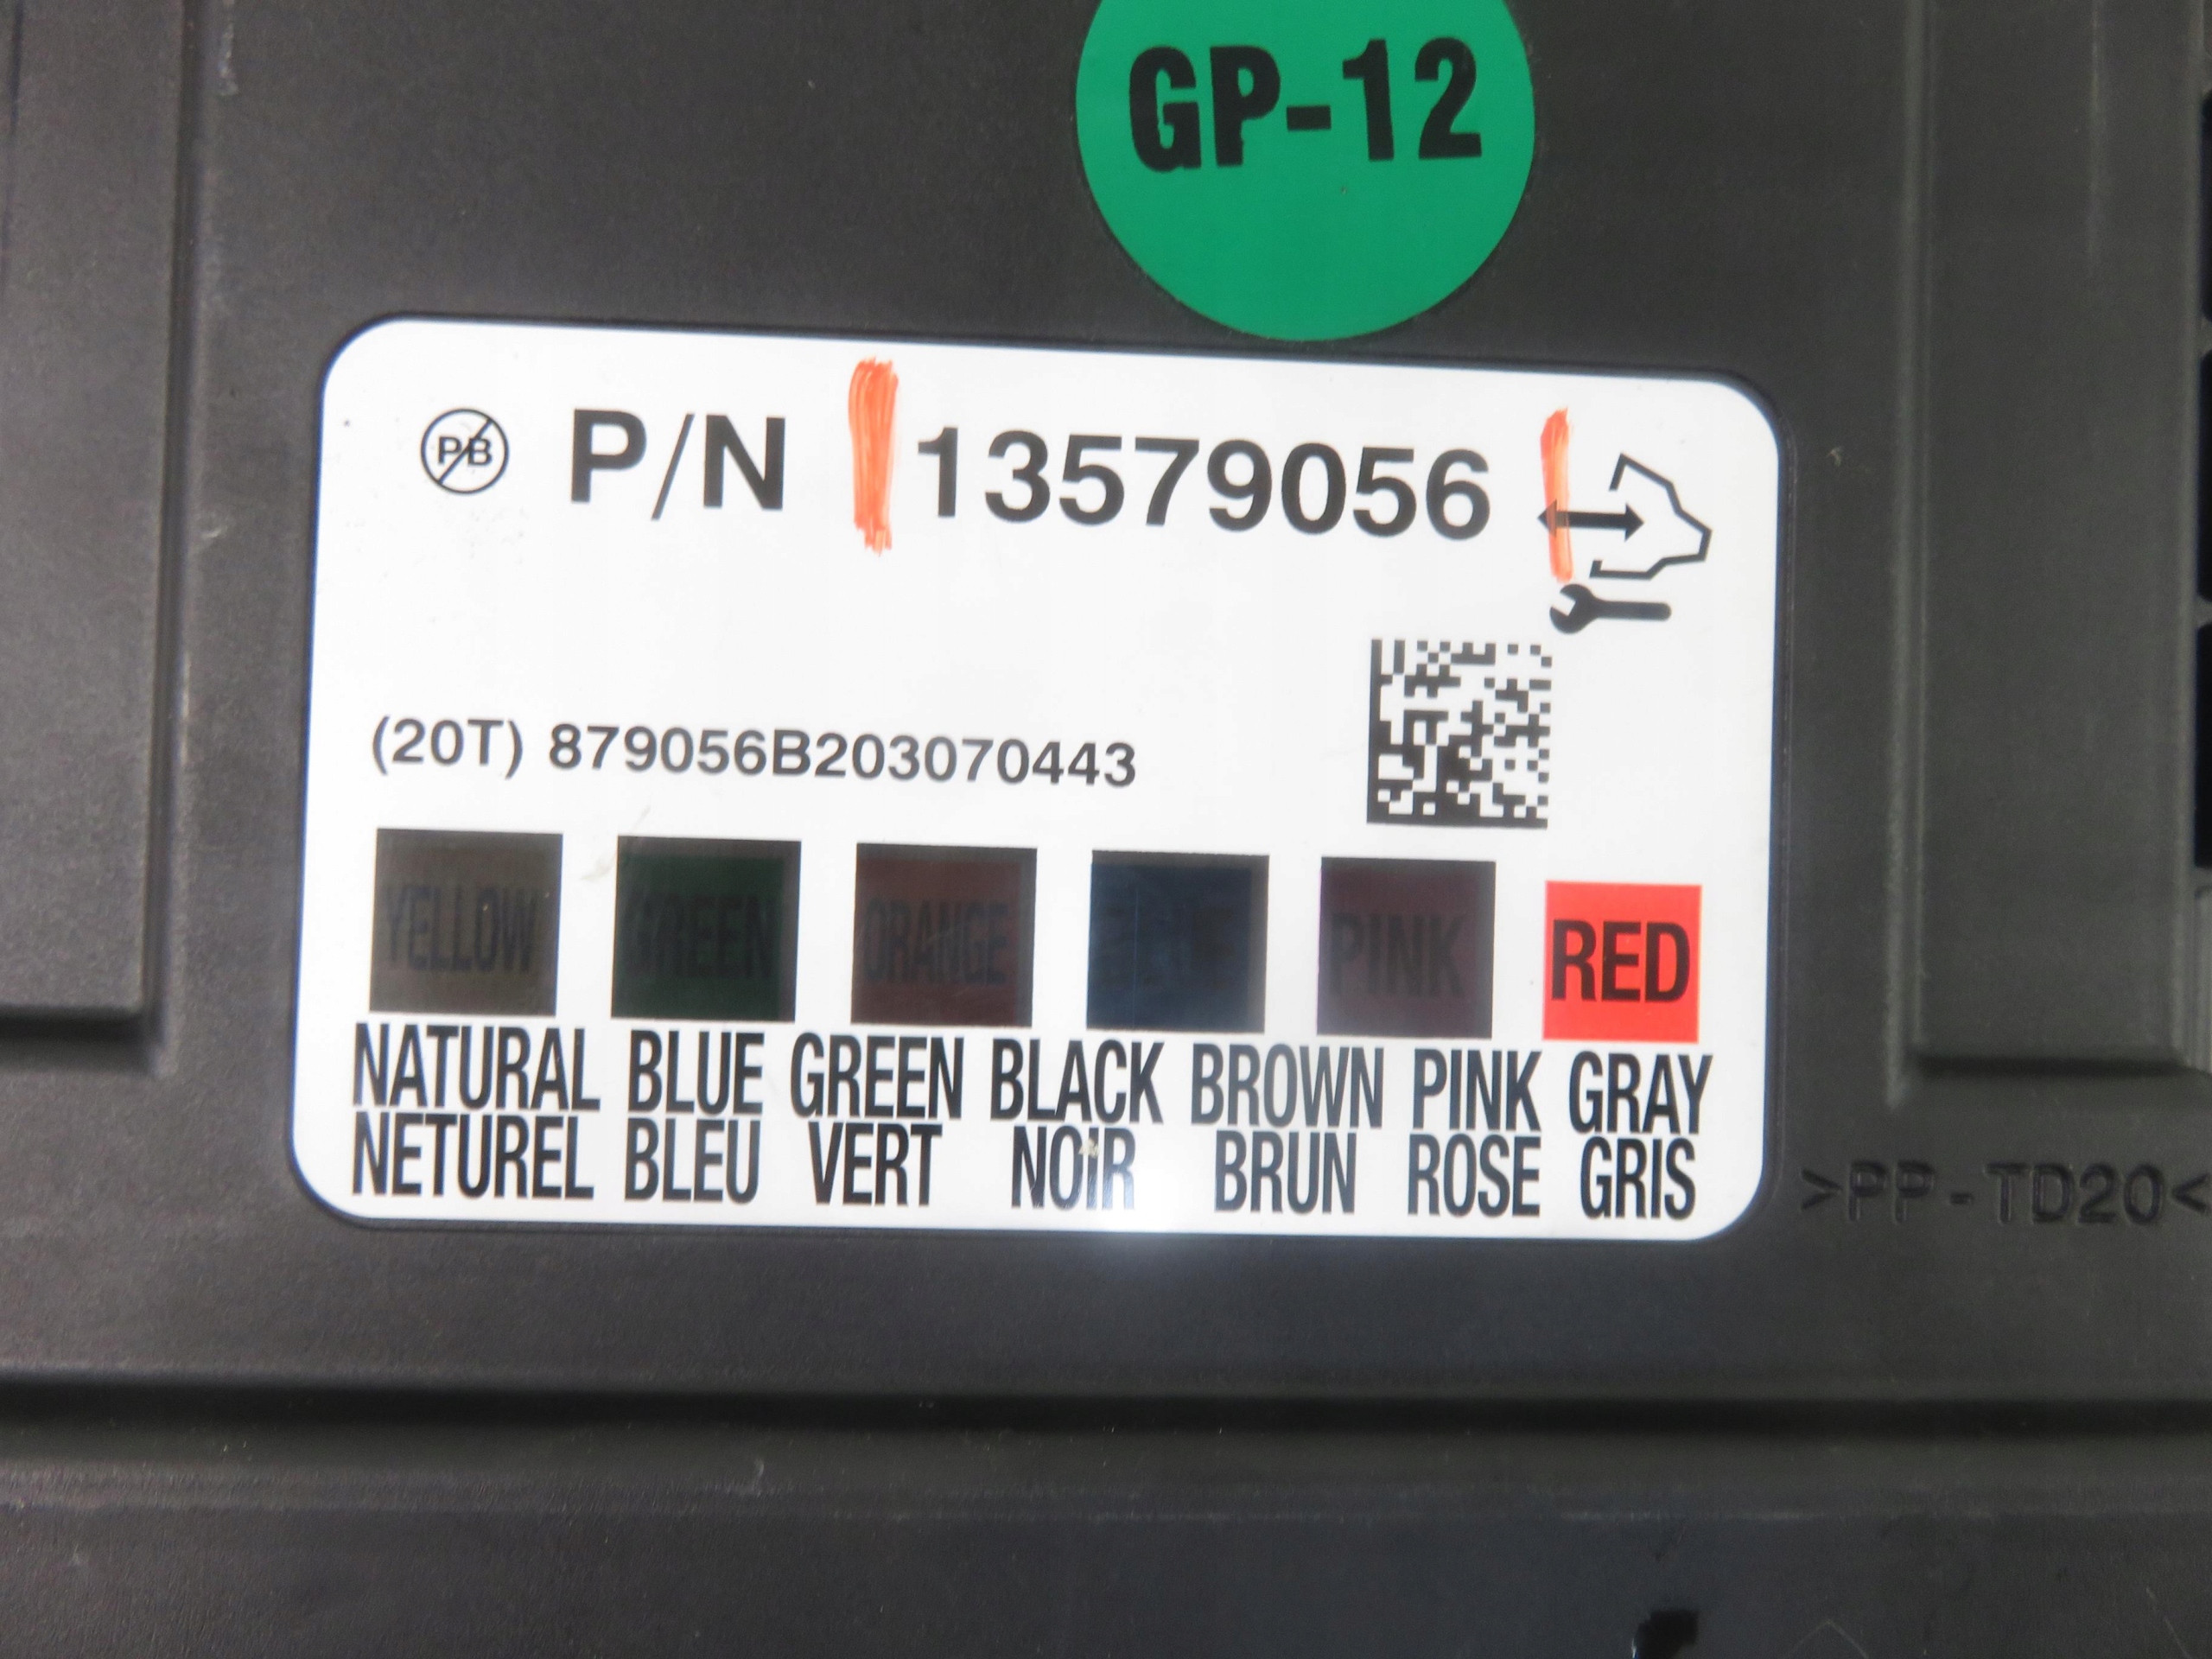 GP-12
PB P/N 13579056
(20T) 879056B203070443
YELLOW GREEN ORANGE PINK RED
NATURAL BLUE GREEN BLACK BROWN PINK GRAY
NETUREL BLEU VERT NOIR BRUN ROSE GRIS
>PP-TD20<